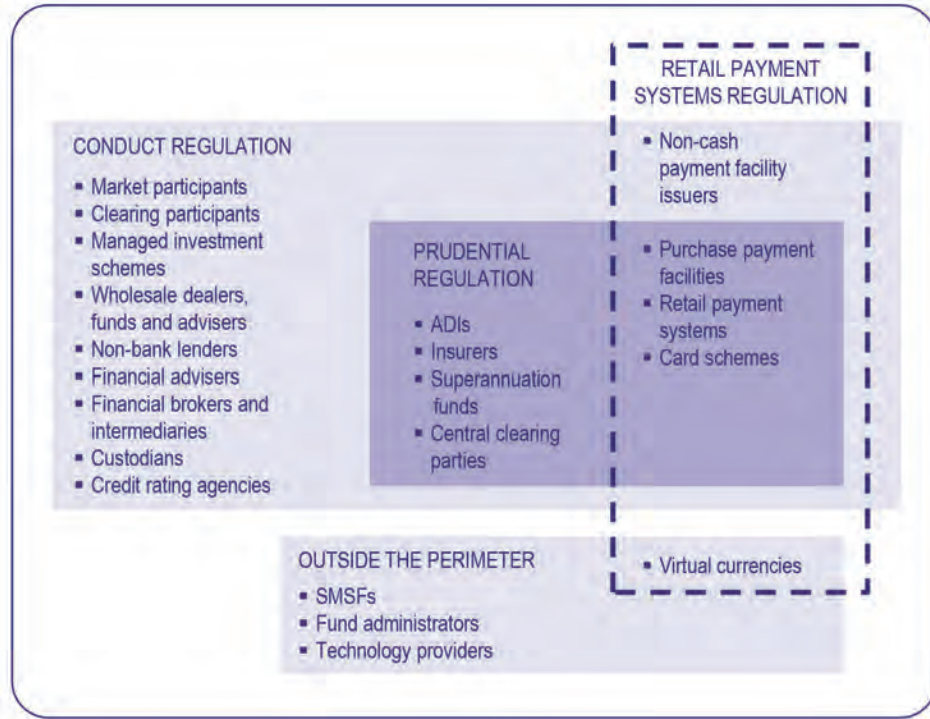 RETAIL PAYMENT
SYSTEMS REGULATION
▪ Non-cash
payment facility
issuers
CONDUCT REGULATION
▪ Market participants
▪ Clearing participants
▪ Managed investment
schemes
▪ Wholesale dealers,
funds and advisers
▪ Non-bank lenders
▪ Financial advisers
▪ Financial brokers and
intermediaries
▪ Custodians
▪ Credit rating agencies
PRUDENTIAL
REGULATION
▪ ADIs
▪ Insurers
▪ Superannuation
funds
▪ Central clearing
parties
▪ Purchase payment
facilities
▪ Retail payment
systems
▪ Card schemes
OUTSIDE THE PERIMETER
▪ SMSFs
▪ Fund administrators
▪ Technology providers
▪ Virtual currencies